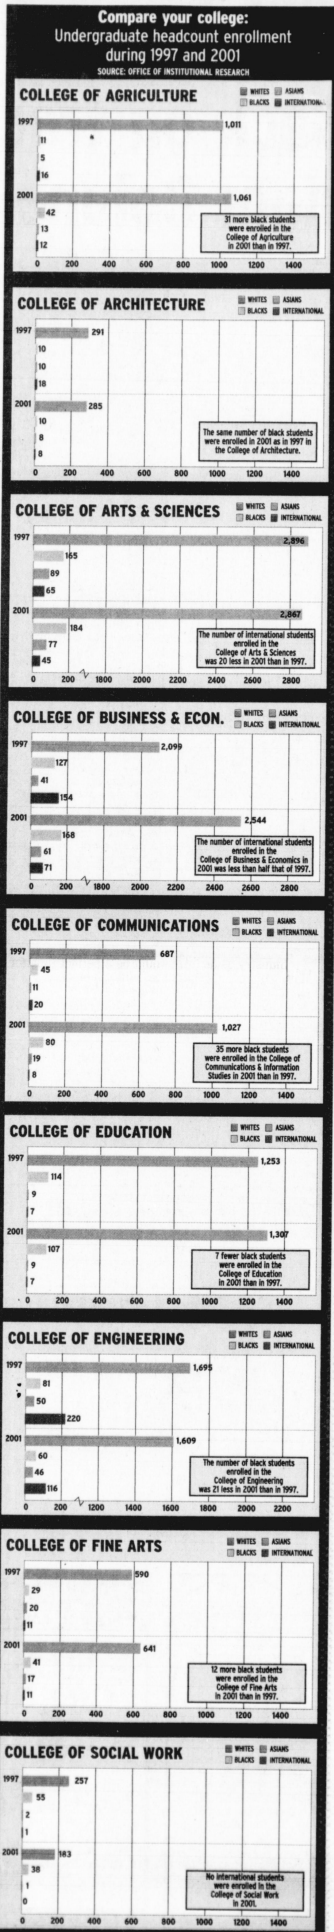 Compare your college:
Undergraduate headcount enrollment
during 1997 and 2001
SOURCE: OFFICE OF INSTITUTIONAL RESEARCH
COLLEGE OF AGRICULTURE
WHITES ASIANS
BLACKS INTERNATIONAL
1997
1,011
11
5
16
2001
1,061
42
13
12
31 more black students
were enrolled in the
College of Agriculture
in 2001 than in 1997.
0 200 400 600 800 1000 1200 1400
COLLEGE OF ARCHITECTURE
WHITES ASIANS
BLACKS INTERNATIONAL
1997
291
10
10
18
2001
285
10
8
8
The same number of black students
were enrolled in 2001 as in 1997 in
the College of Architecture.
0 200 400 600 800 1000 1200 1400
COLLEGE OF ARTS & SCIENCES
WHITES ASIANS
BLACKS INTERNATIONAL
1997
2,896
165
89
65
2001
2,867
184
77
45
The number of international students
enrolled in the
College of Arts & Sciences
was 20 less in 2001 than in 1997.
0 200 1800 2000 2200 2400 2600 2800
COLLEGE OF BUSINESS & ECON.
WHITES ASIANS
BLACKS INTERNATIONAL
1997
2,099
127
41
154
2001
2,544
168
61
71
The number of international students
enrolled in the
College of Business & Economics in
2001 was less than half that of 1997.
0 200 1800 2000 2200 2400 2600 2800
COLLEGE OF COMMUNICATIONS
WHITES ASIANS
BLACKS INTERNATIONAL
1997
687
45
11
20
2001
1,027
80
19
8
35 more black students
were enrolled in the College of
Communications & Information
Studies in 2001 than in 1997.
0 200 400 600 800 1000 1200 1400
COLLEGE OF EDUCATION
WHITES ASIANS
BLACKS INTERNATIONAL
1997
1,253
114
9
7
2001
1,307
107
9
7
7 fewer black students
were enrolled in the
College of Education
in 2001 than in 1997.
0 200 400 600 800 1000 1200 1400
COLLEGE OF ENGINEERING
WHITES ASIANS
BLACKS INTERNATIONAL
1997
1,695
81
50
220
2001
1,609
60
46
116
The number of black students
enrolled in the
College of Engineering
was 21 less in 2001 than in 1997.
0 200 1200 1400 1600 1800 2000 2200
COLLEGE OF FINE ARTS
WHITES ASIANS
BLACKS INTERNATIONAL
1997
590
29
20
11
2001
641
41
17
11
12 more black students
were enrolled in the
College of Fine Arts
in 2001 than in 1997.
0 200 400 600 800 1000 1200 1400
COLLEGE OF SOCIAL WORK
WHITES ASIANS
BLACKS INTERNATIONAL
1997
257
55
2
1
2001
183
38
1
0
No international students
were enrolled in the
College of Social Work
in 2001.
0 200 400 600 800 1000 1200 1400